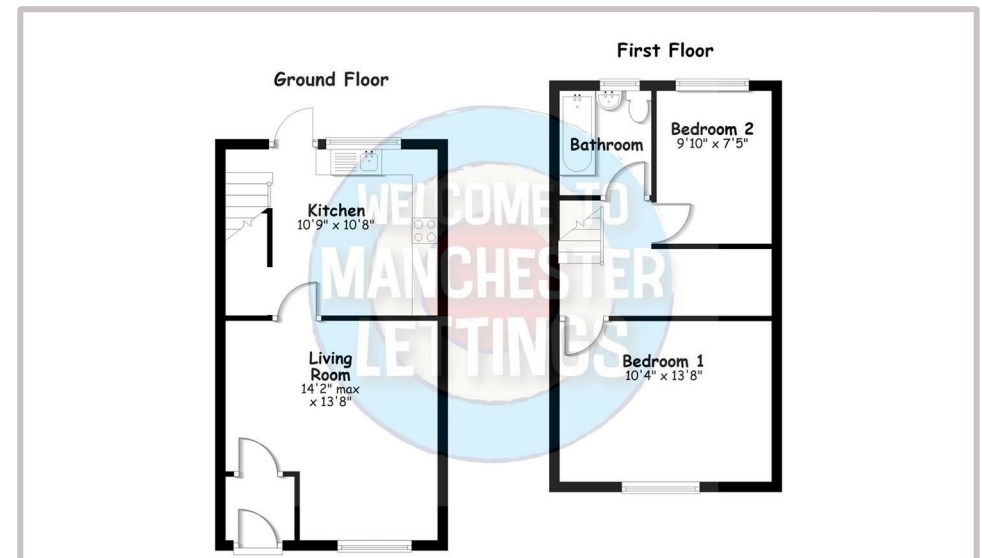 Ground Floor
First Floor
Kitchen
10'9" x 10'8"
Living
Room
14'2" max
x 13'8"
Bathroom
Bedroom 2
9'10" x 7'5"
Bedroom 1
10'4" x 13'8"
WELCOME TO
MANCHESTER
LETTINGS